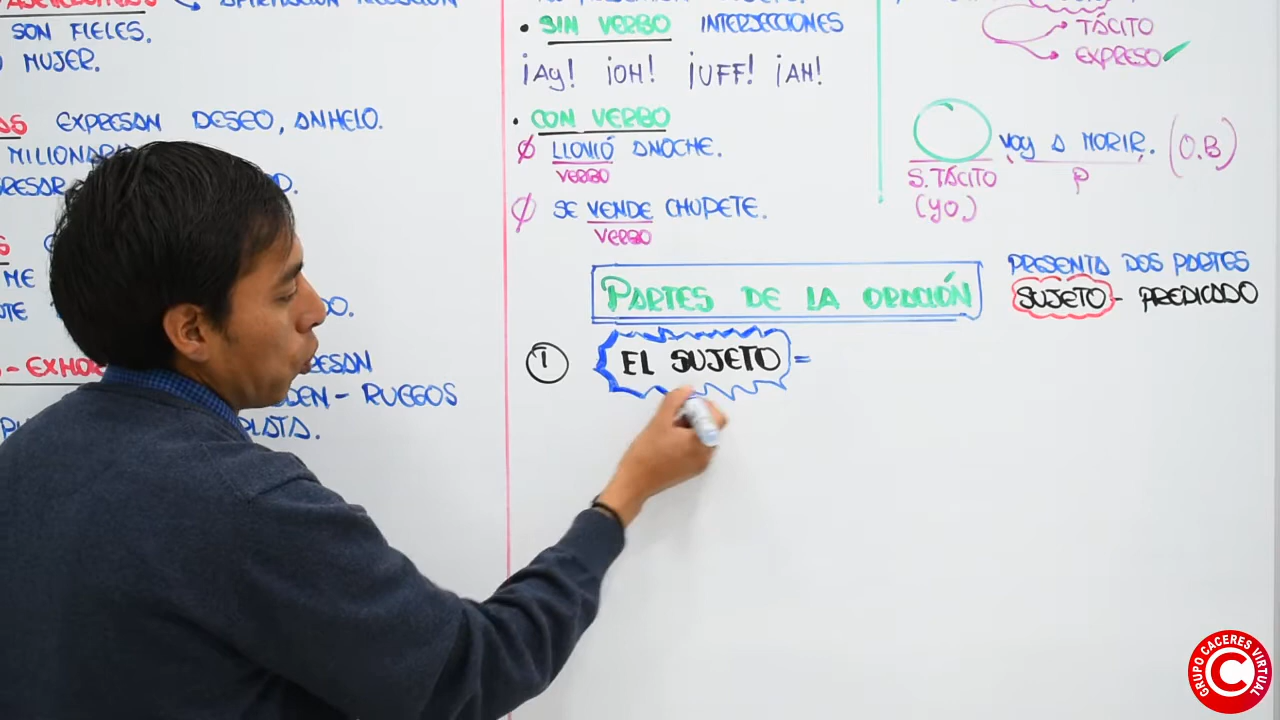 SON FIELES.
MUJER.
EXPRESAN DESEO, ANHELO.
ME
DO.
- EXHOR
- RUEGOS
PLATA.
• SIN VERBO INTERJECCIONES
¡Ay! ¡OH! ¡UFF! ¡AH!
• CON VERBO
∅ LLOVIÓ ANOCHE.
VERBO
∅ SE VENDE CHUPETE.
VERBO
TÁCITO
EXPRESO
VOY A MORIR. (O.B)
S. TÁCITO P
(YO)
PARTES DE LA ORACIÓN
PRESENTA DOS PARTES
SUJETO - PREDICADO
1 EL SUJETO =
GRUPO CACERES VIRTUAL
C